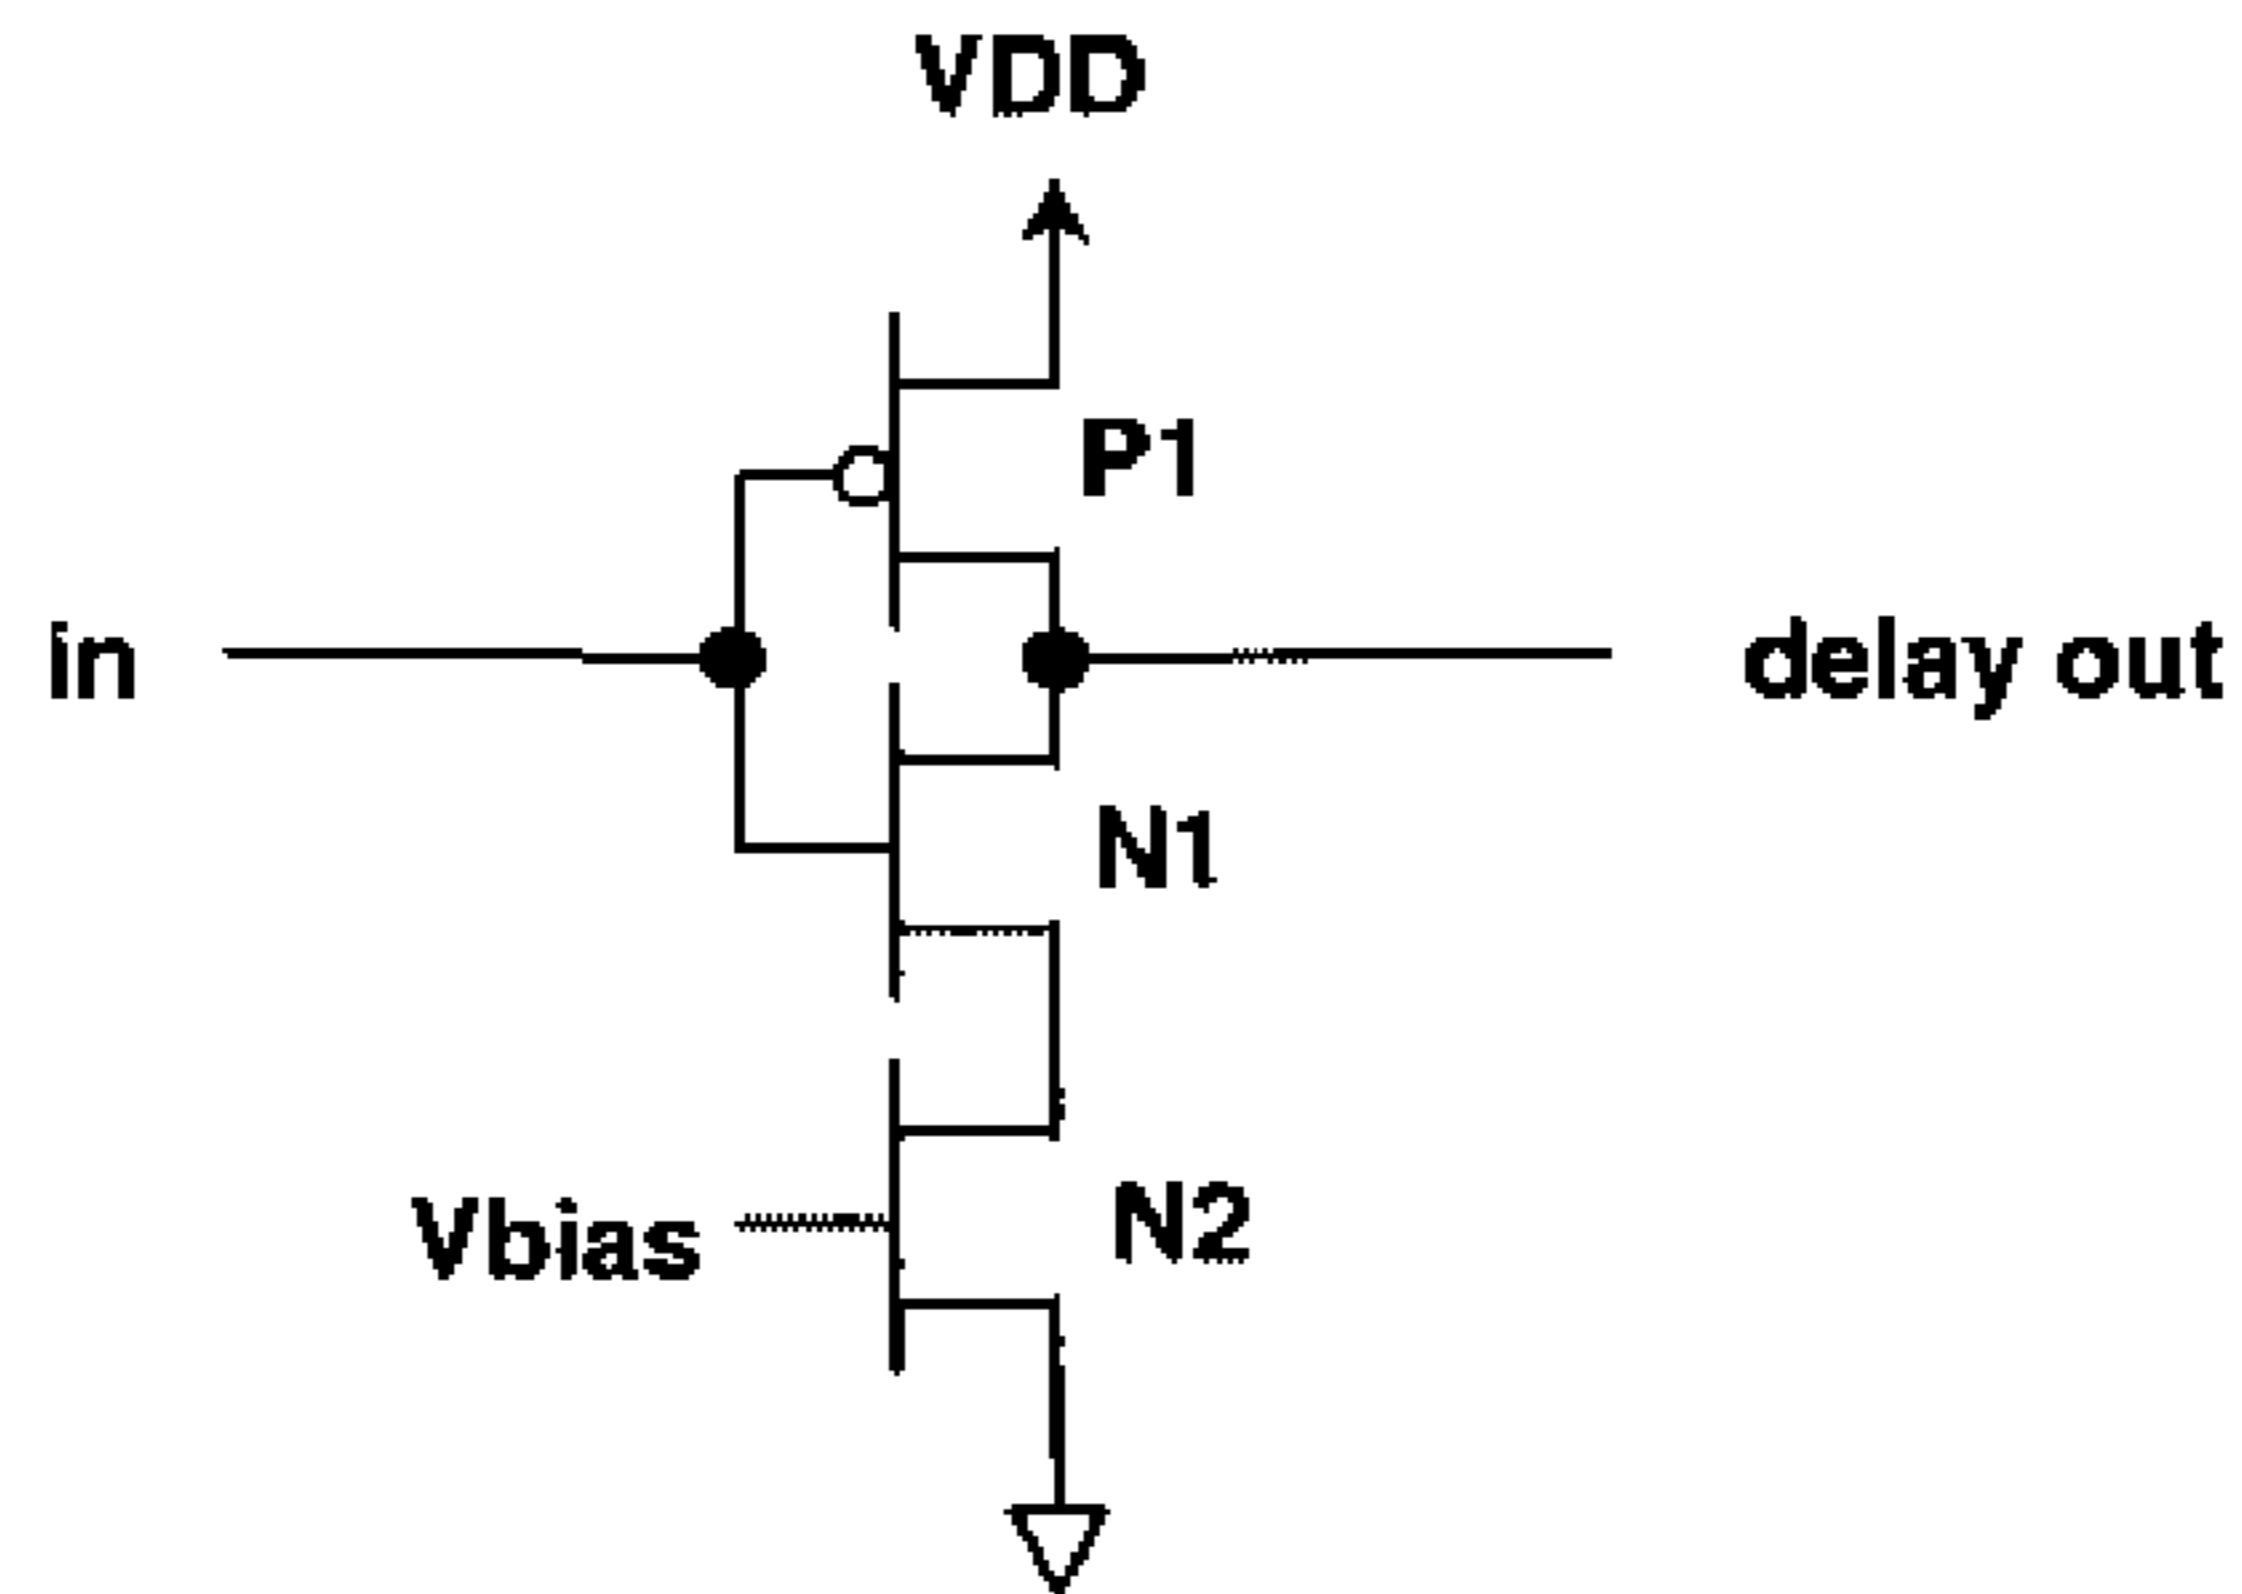 VDD
P1
in
delay out
N1
Vbias
N2